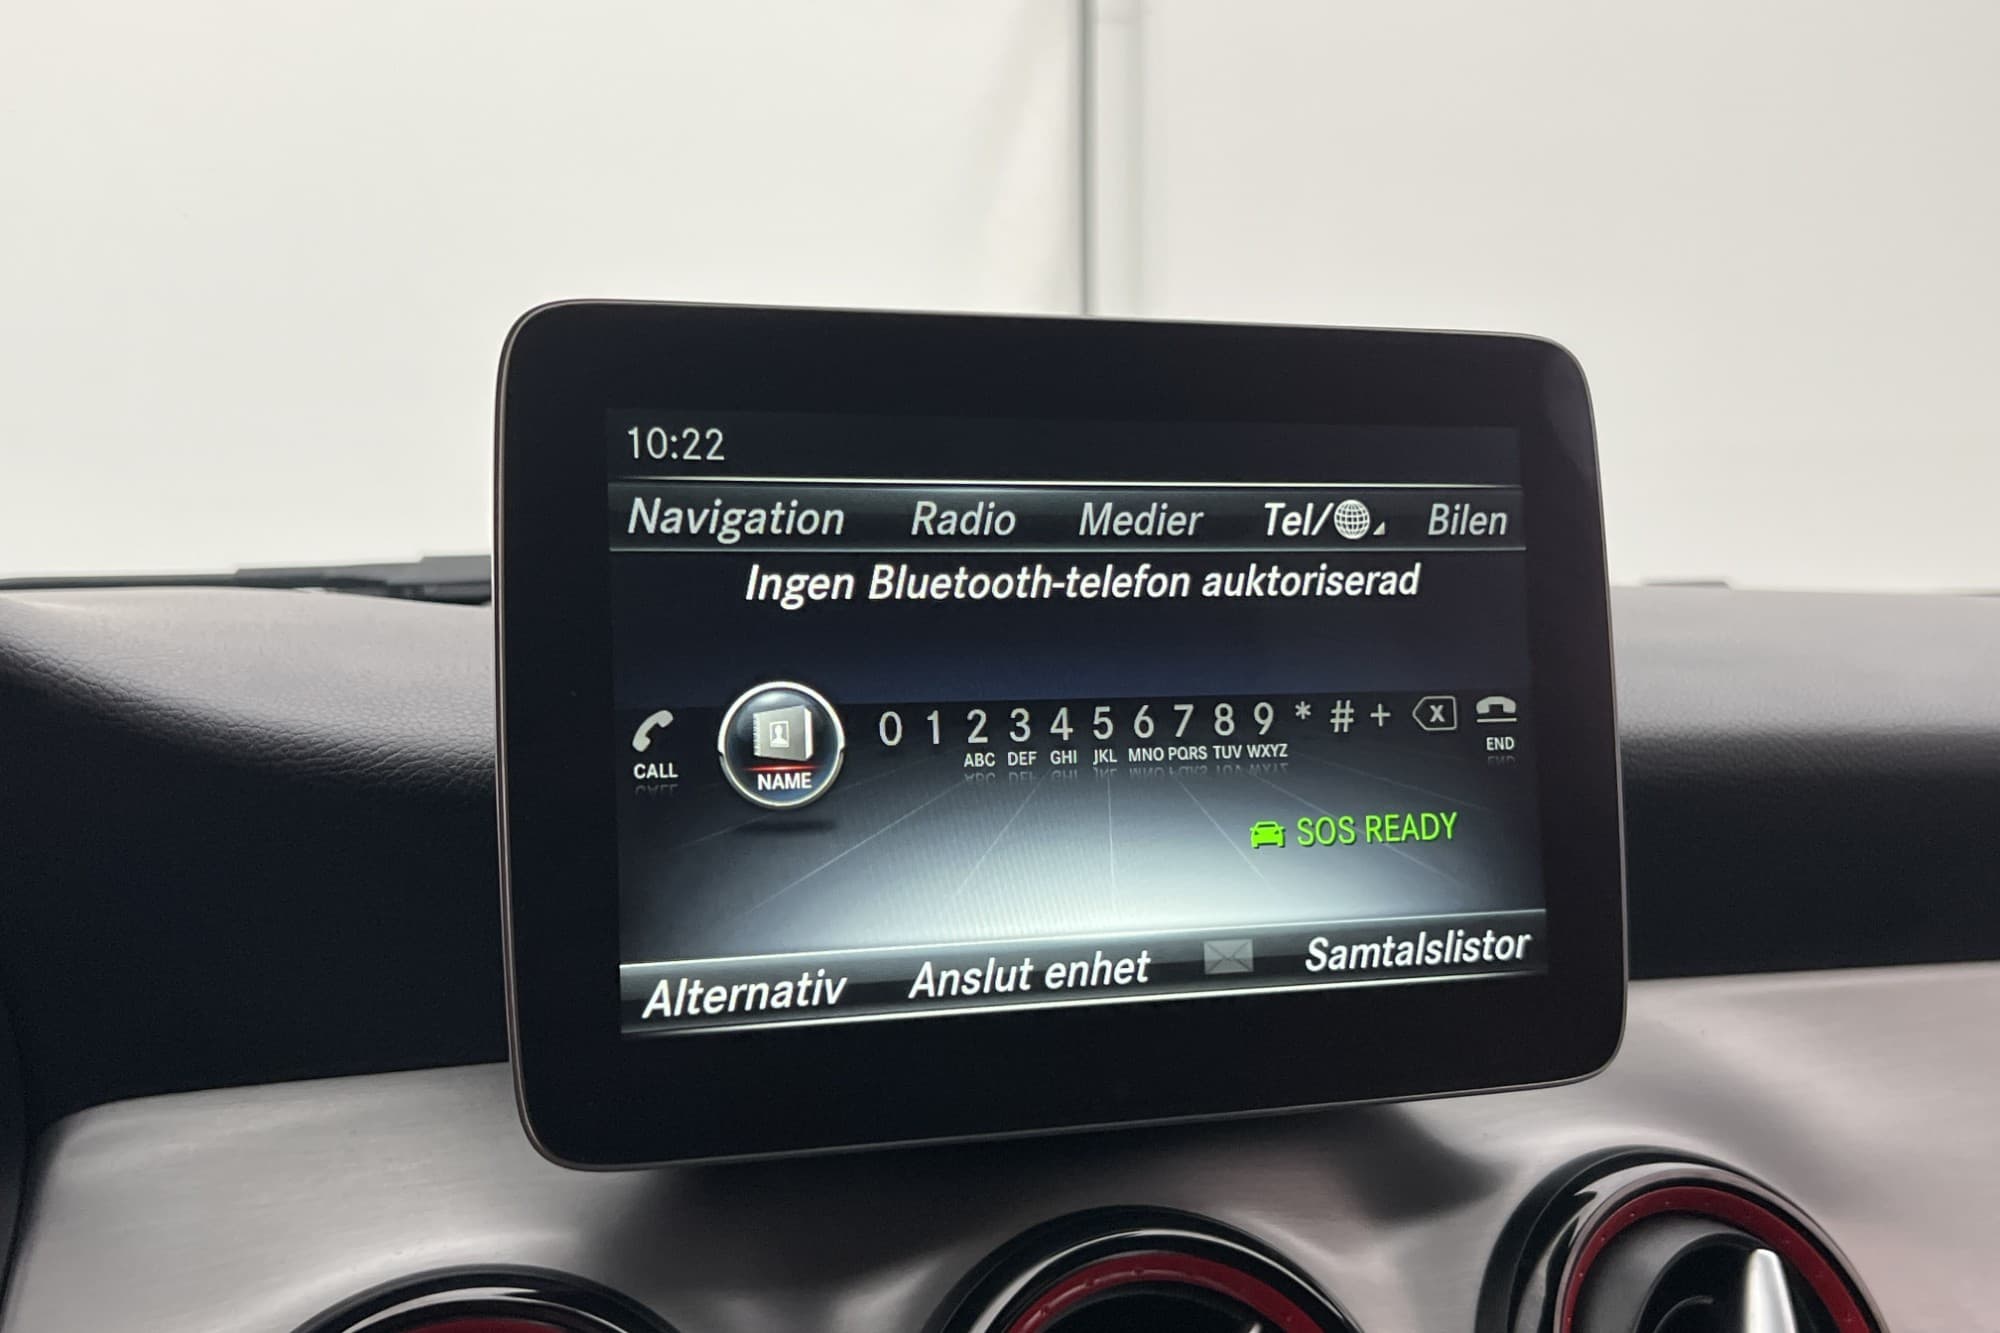 10:22
Navigation Radio Medier Tel/ Bilen
Ingen Bluetooth-telefon auktoriserad
CALL NAME 0 1 2 3 4 5 6 7 8 9 * # + X END
ABC DEF GHI JKL MNO PQRS TUV WXYZ
SOS READY
Alternativ Anslut enhet Samtalslistor